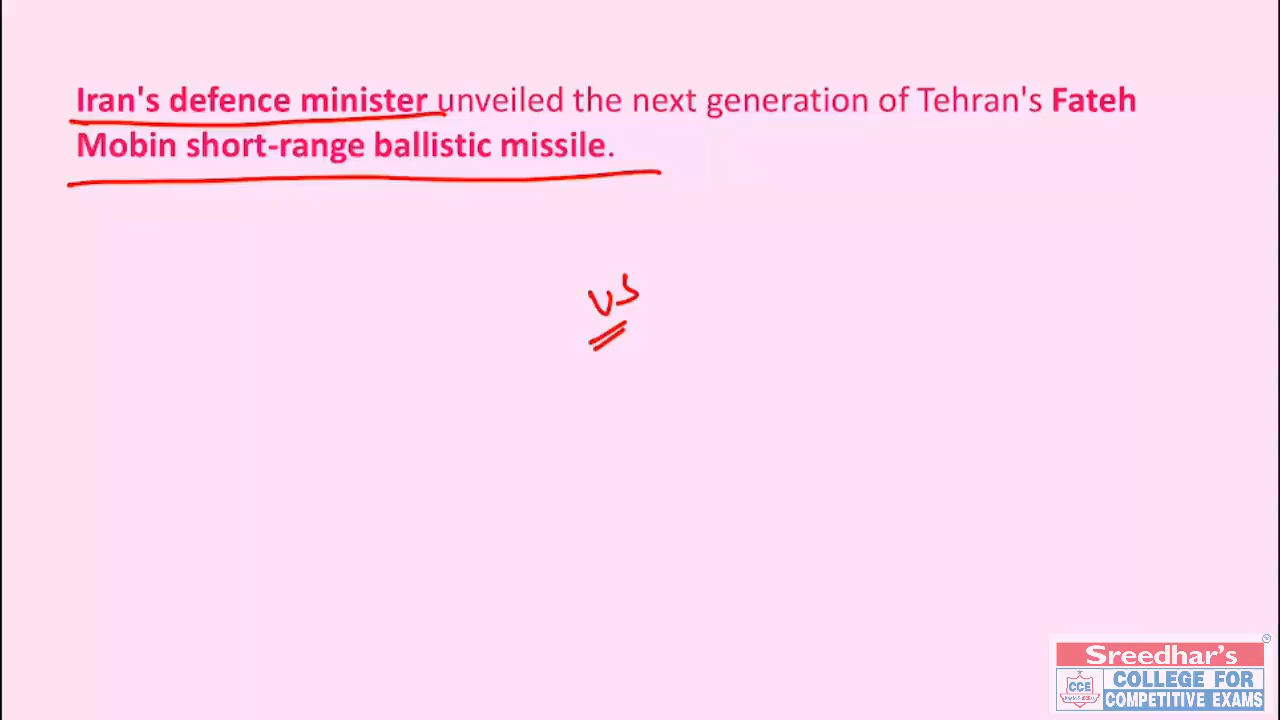 Iran's defence minister unveiled the next generation of Tehran's Fateh
Mobin short-range ballistic missile.
US
Sreedhar's
CCE
COLLEGE FOR
COMPETITIVE EXAMS